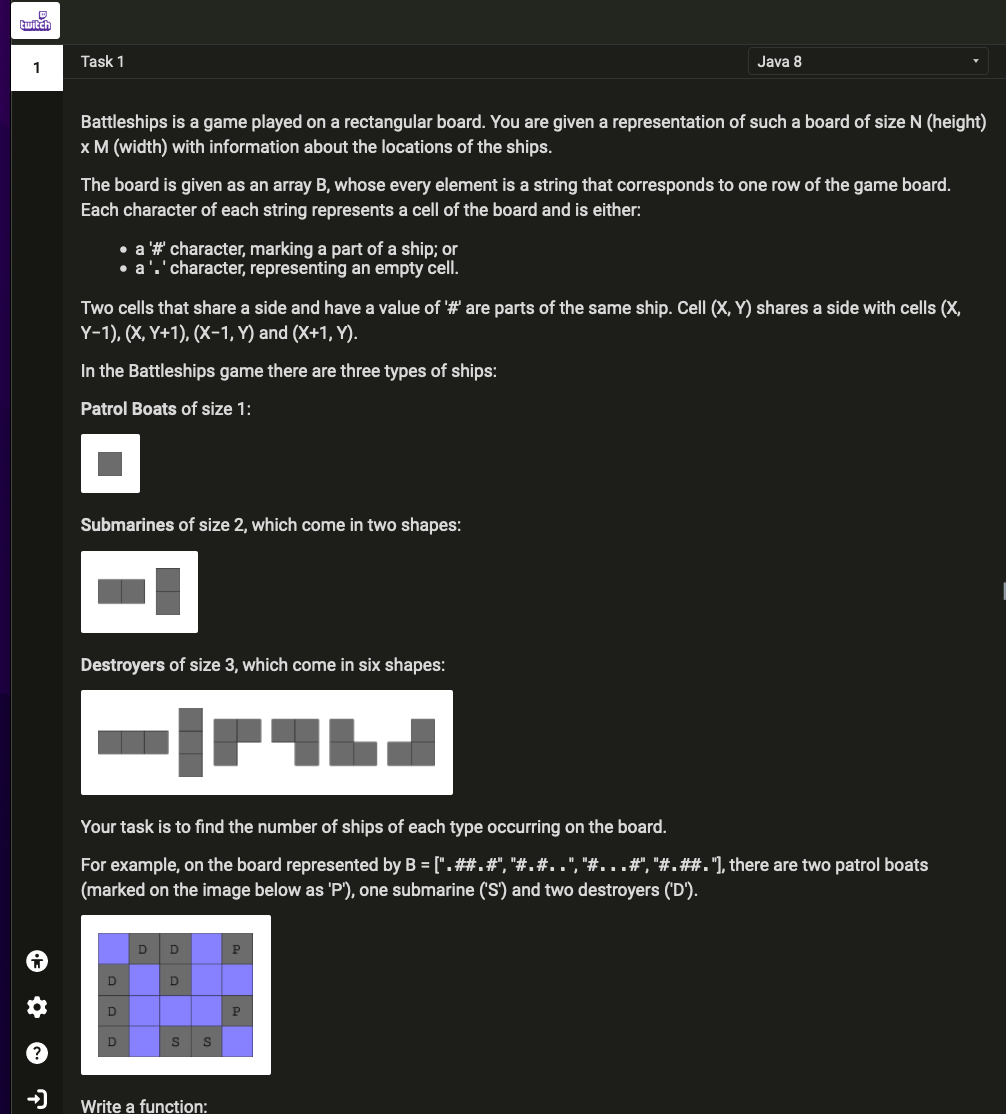 twitch
1
Task 1
Java 8
Battleships is a game played on a rectangular board. You are given a representation of such a board of size N (height)
x M (width) with information about the locations of the ships.
The board is given as an array B, whose every element is a string that corresponds to one row of the game board.
Each character of each string represents a cell of the board and is either:
• a '#' character, marking a part of a ship; or
• a '.' character, representing an empty cell.
Two cells that share a side and have a value of '#' are parts of the same ship. Cell (X, Y) shares a side with cells (X,
Y−1), (X, Y+1), (X−1, Y) and (X+1, Y).
In the Battleships game there are three types of ships:
Patrol Boats of size 1:
Submarines of size 2, which come in two shapes:
Destroyers of size 3, which come in six shapes:
Your task is to find the number of ships of each type occurring on the board.
For example, on the board represented by B = [".##.#", "#.#..", "#...#", "#.##."], there are two patrol boats
(marked on the image below as 'P'), one submarine ('S') and two destroyers ('D').
D D P
D D
D P
D S S
Write a function: